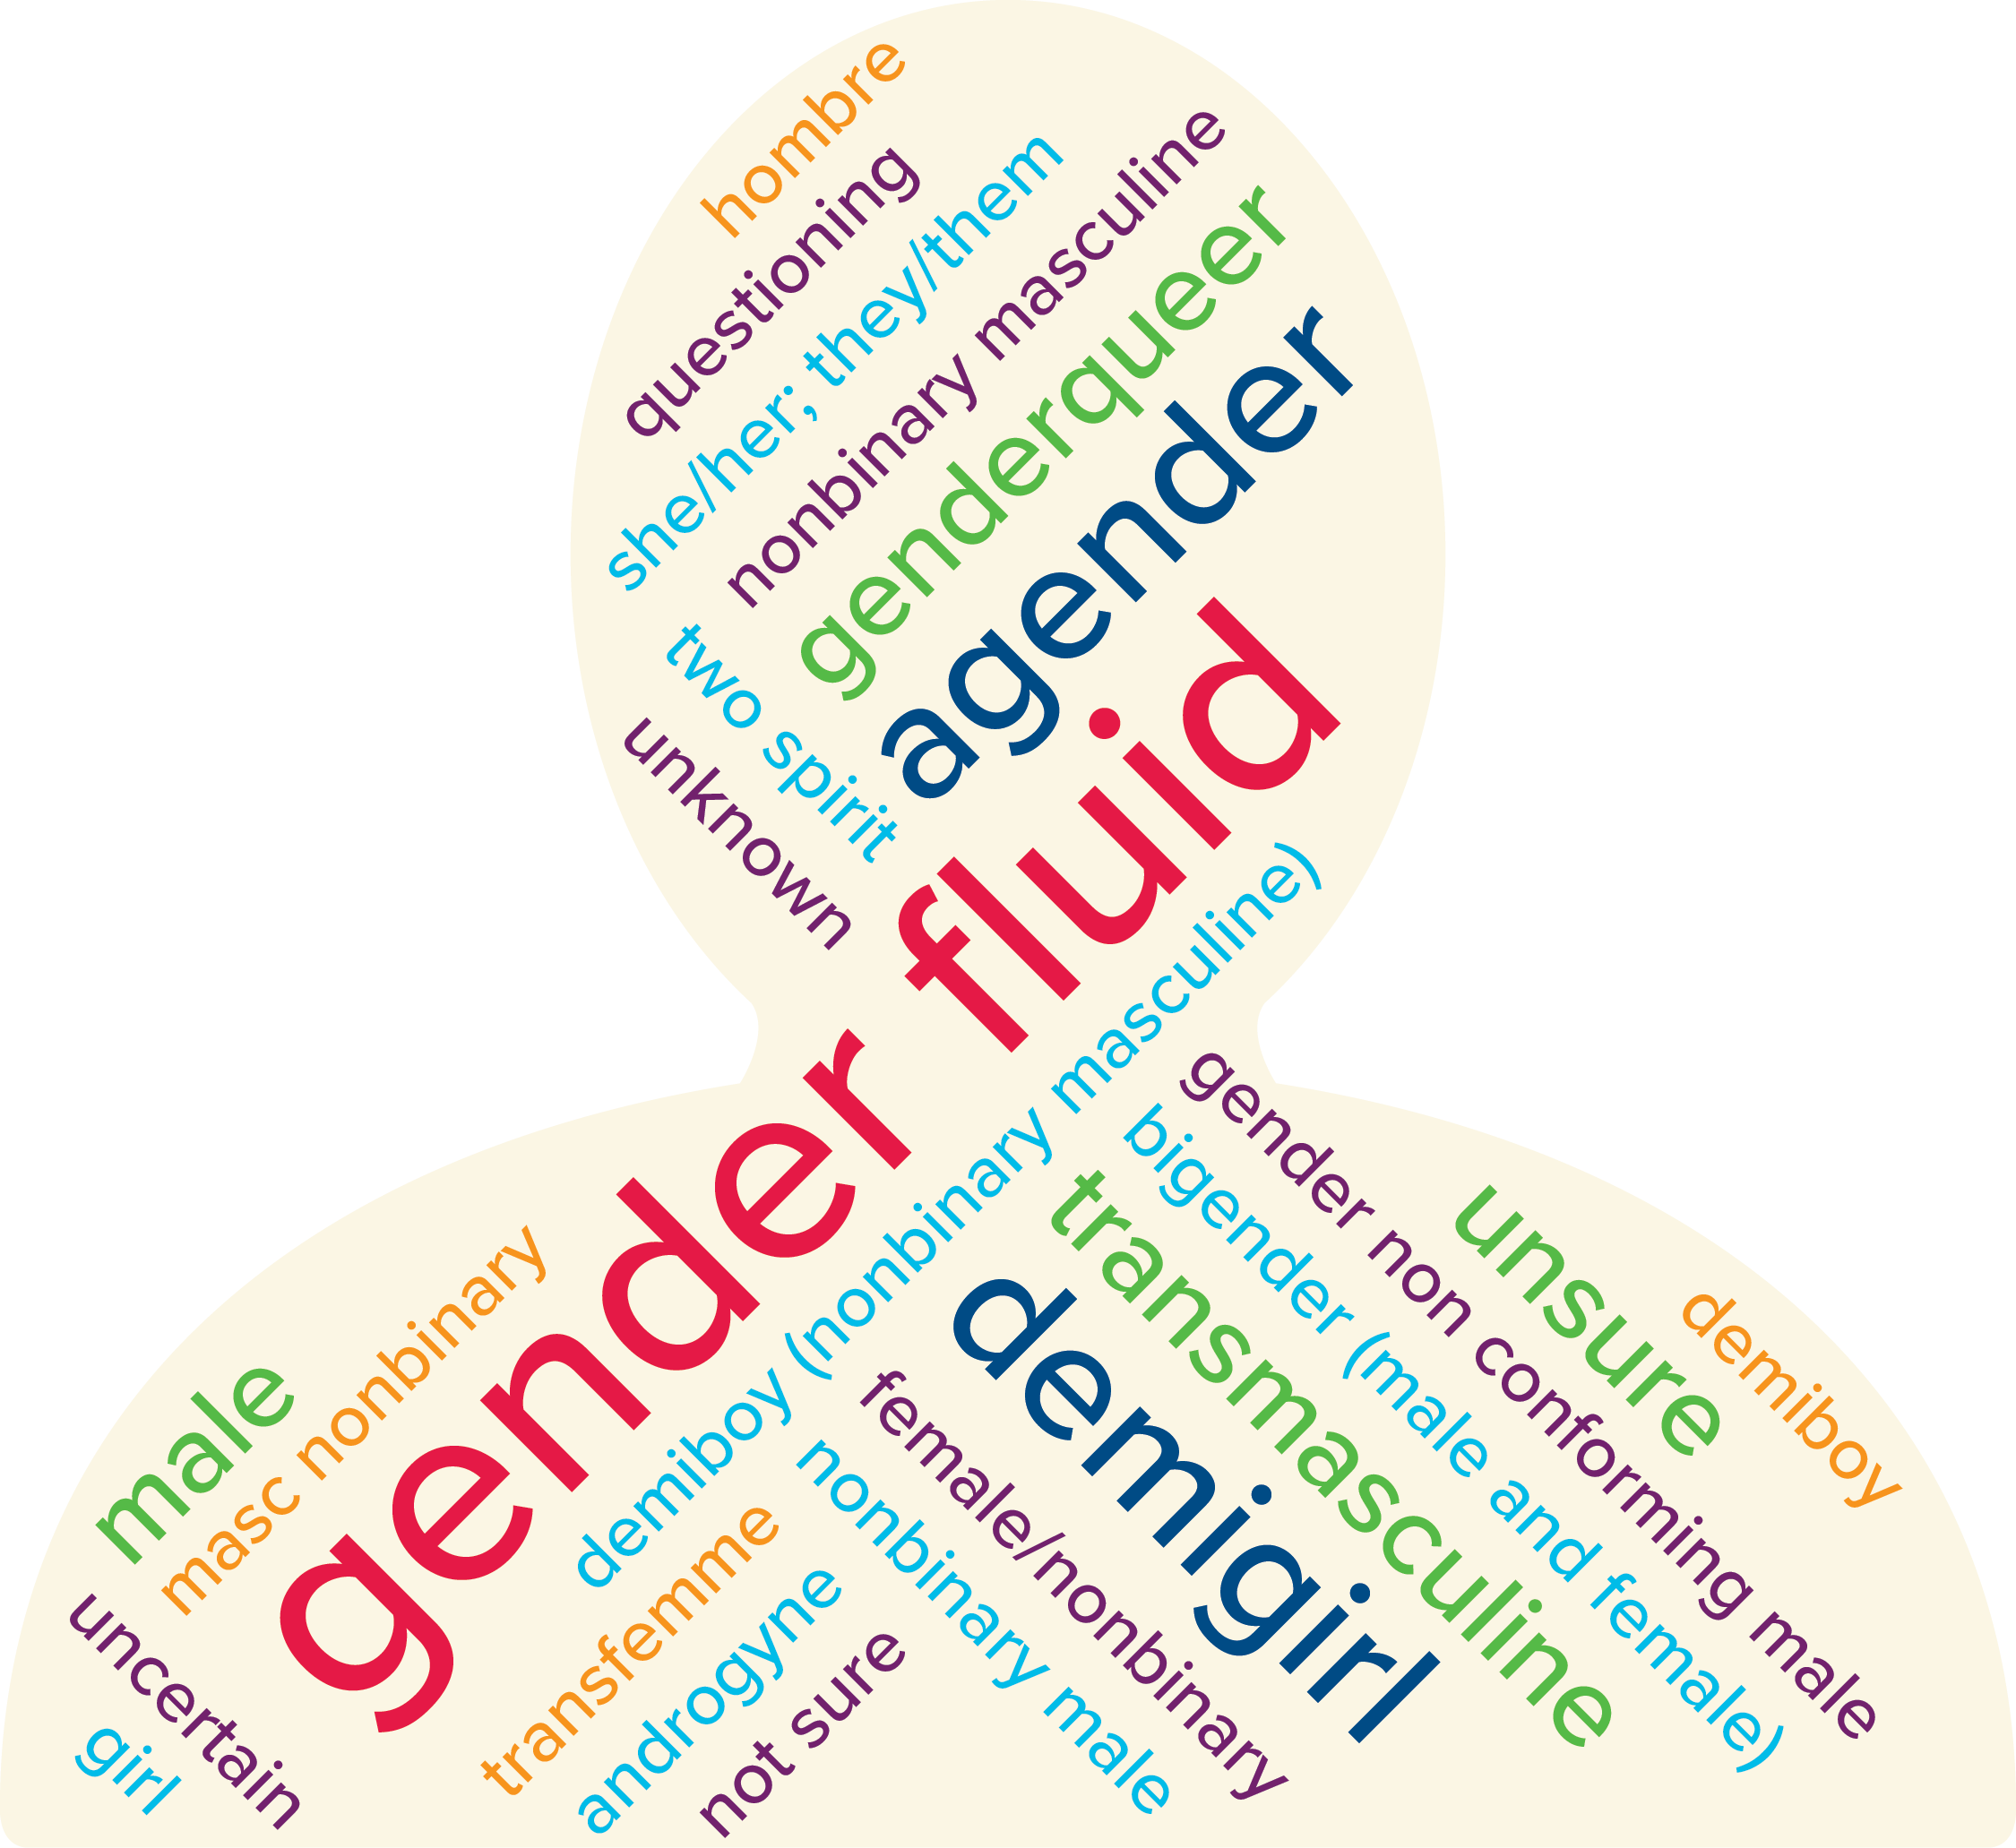 hombre
questioning
she/her; they/them
nonbinary masculine
genderqueer
agender
two spirit
unknown
gender fluid
demiboy (nonbinary masculine)
gender non conforming male
bigender (male and female)
transmasculine
unsure
demiboy
demigirl
female/nonbinary
nonbinary male
male
masc nonbinary
uncertain
girl
transfemme
androgyne
not sure